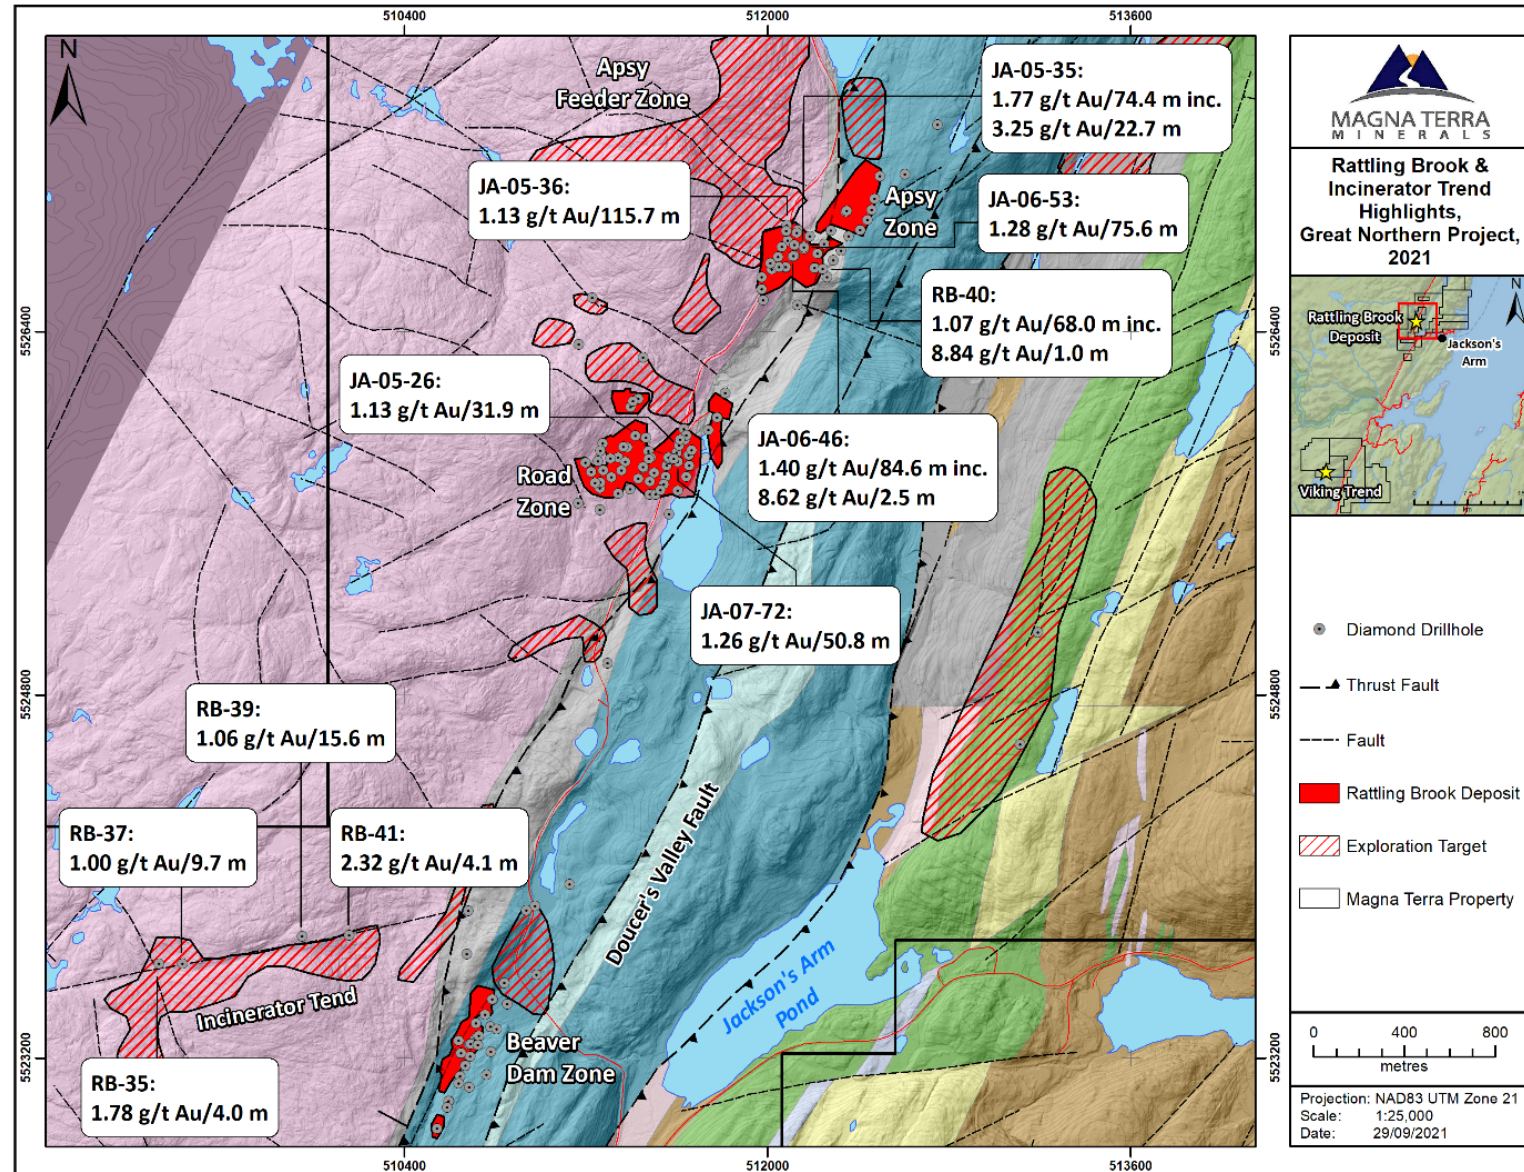 510400
512000
513600
N
Apsy
Feeder Zone
JA-05-35:
1.77 g/t Au/74.4 m inc.
3.25 g/t Au/22.7 m
JA-05-36:
1.13 g/t Au/115.7 m
Apsy
Zone
JA-06-53:
1.28 g/t Au/75.6 m
RB-40:
1.07 g/t Au/68.0 m inc.
8.84 g/t Au/1.0 m
5526400
5526400
JA-05-26:
1.13 g/t Au/31.9 m
JA-06-46:
1.40 g/t Au/84.6 m inc.
8.62 g/t Au/2.5 m
Road
Zone
JA-07-72:
1.26 g/t Au/50.8 m
5524800
5524800
RB-39:
1.06 g/t Au/15.6 m
RB-37:
1.00 g/t Au/9.7 m
RB-41:
2.32 g/t Au/4.1 m
Doucer's Valley Fault
Jackson's Arm
Pond
Incinerator Tend
Beaver
Dam Zone
5523200
5523200
RB-35:
1.78 g/t Au/4.0 m
510400
512000
513600
MAGNA TERRA
MINERALS
Rattling Brook &
Incinerator Trend
Highlights,
Great Northern Project,
2021
N
Rattling Brook
Deposit
Jackson's
Arm
Viking Trend
km
Diamond Drillhole
Thrust Fault
Fault
Rattling Brook Deposit
Exploration Target
Magna Terra Property
0 400 800
metres
Projection: NAD83 UTM Zone 21
Scale: 1:25,000
Date: 29/09/2021